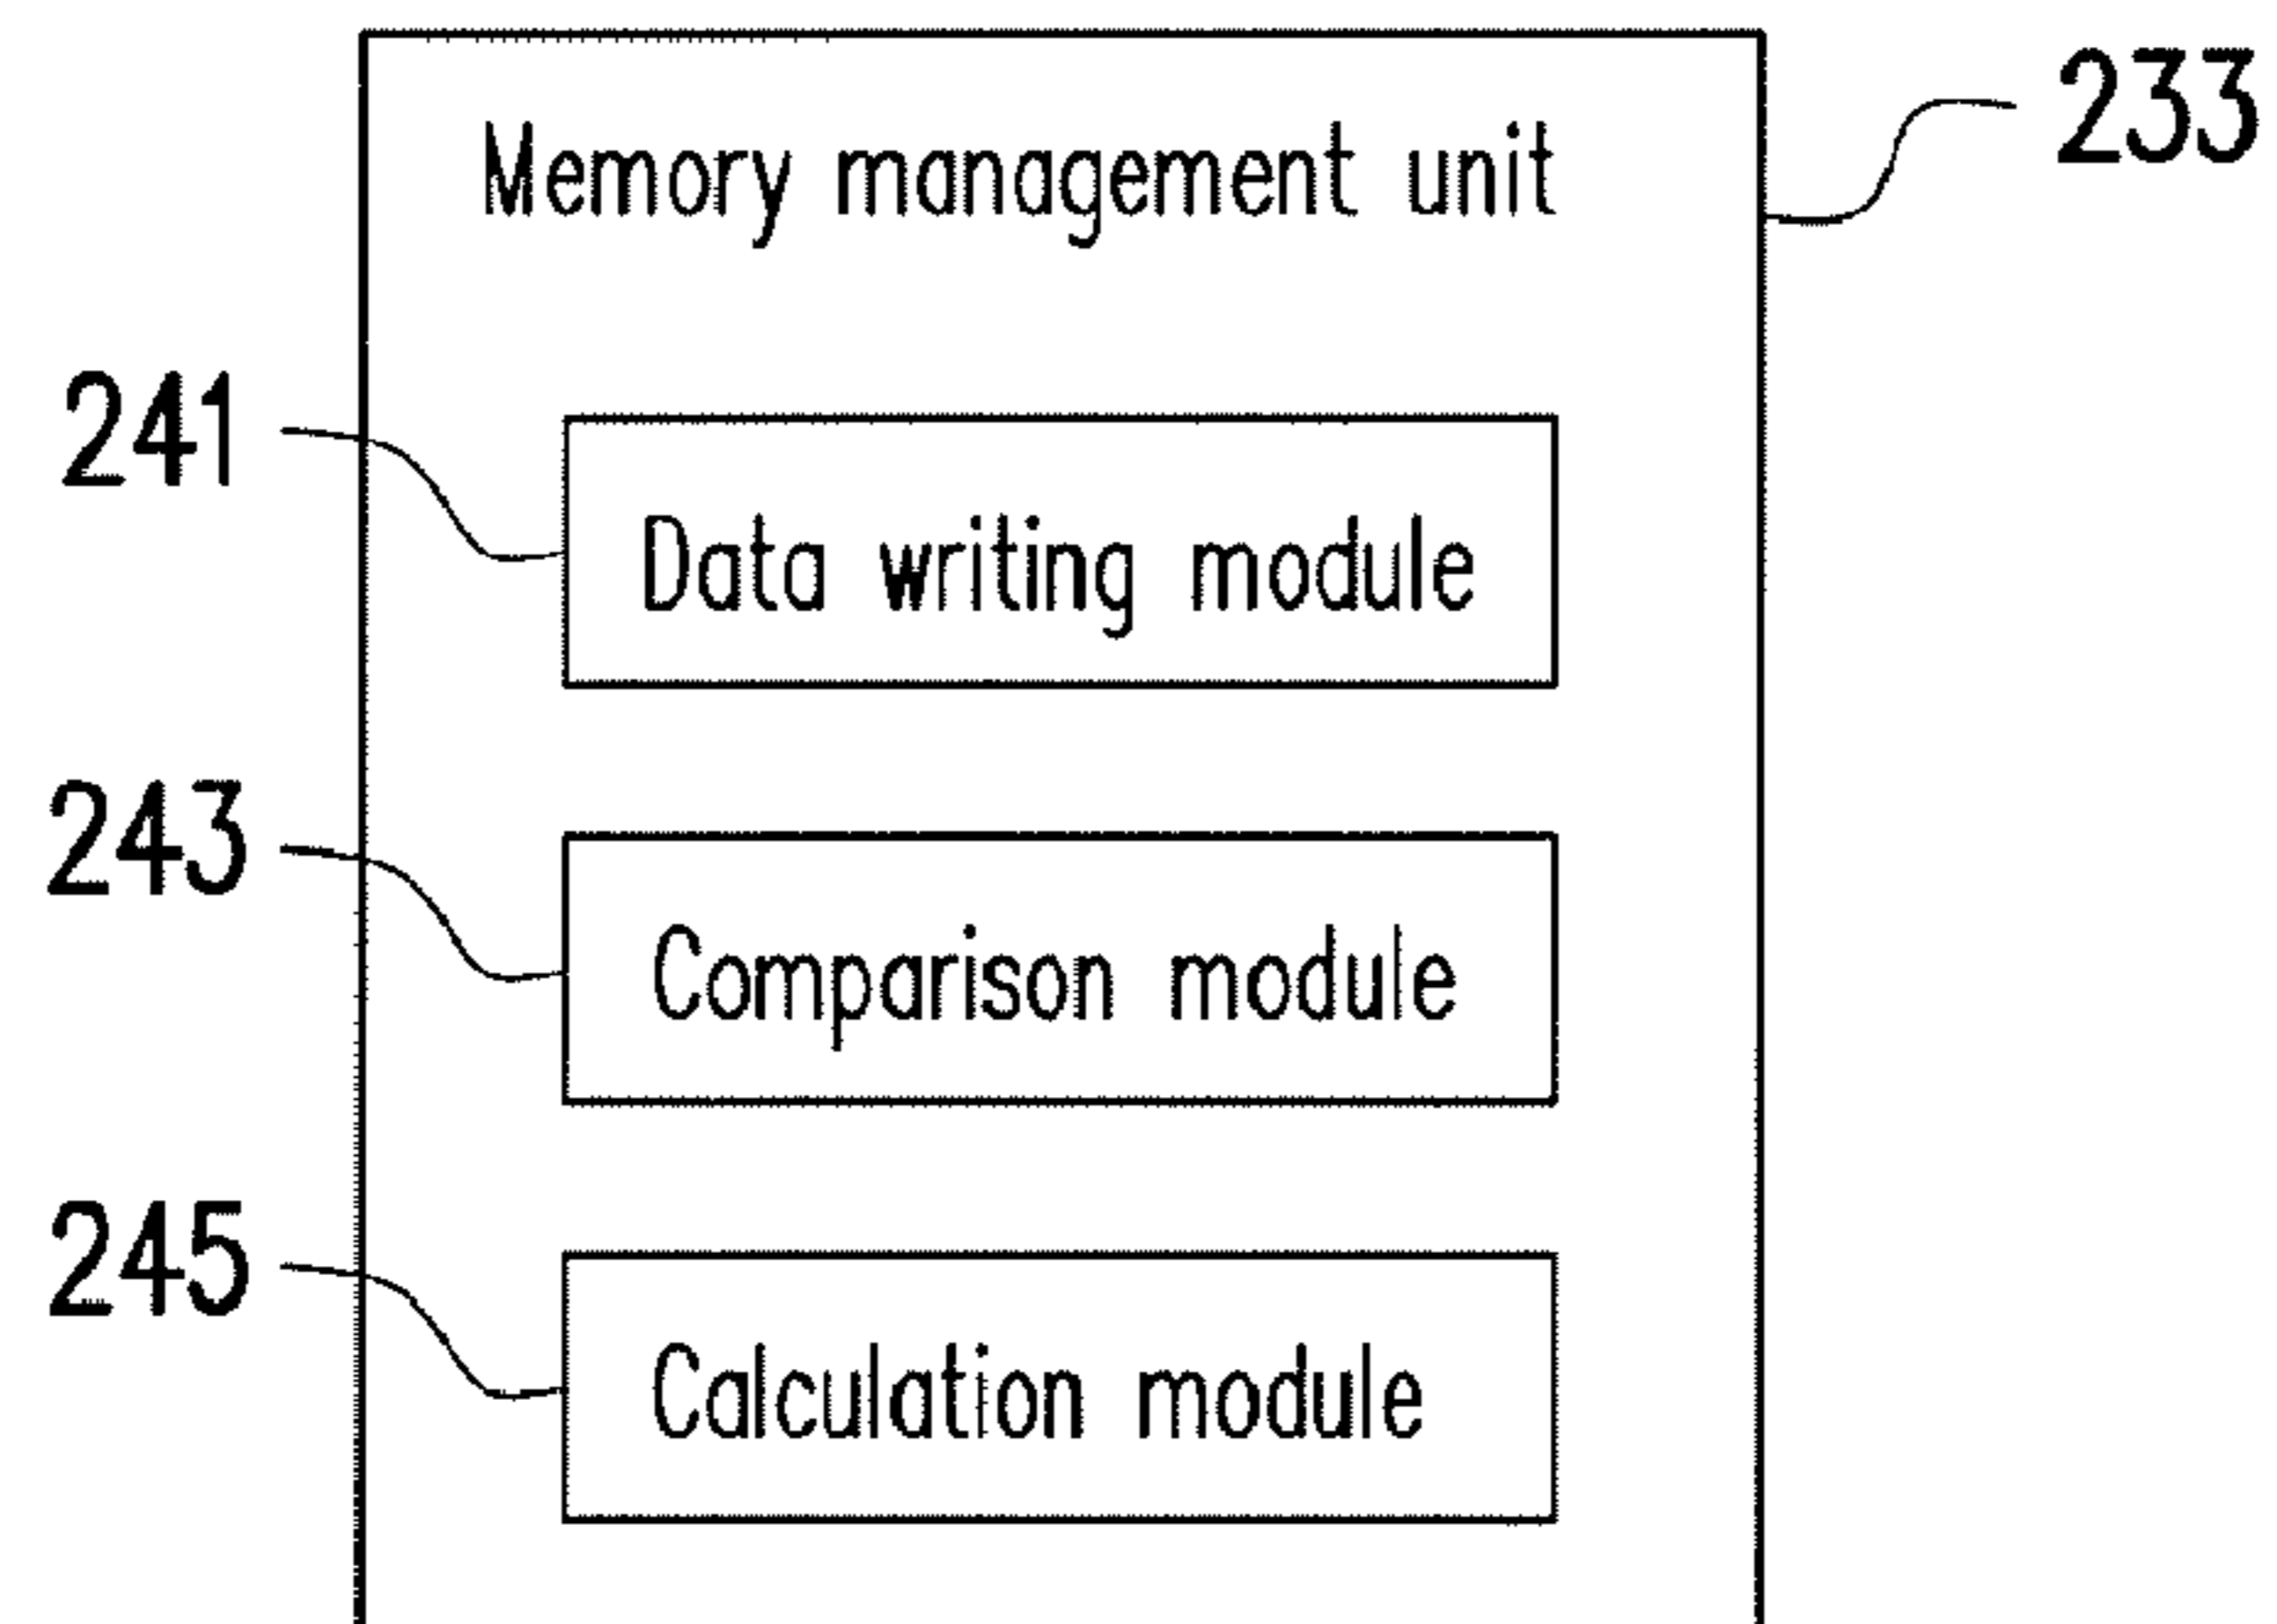 Memory management unit
233
241
Data writing module
243
Comparison module
245
Calculation module